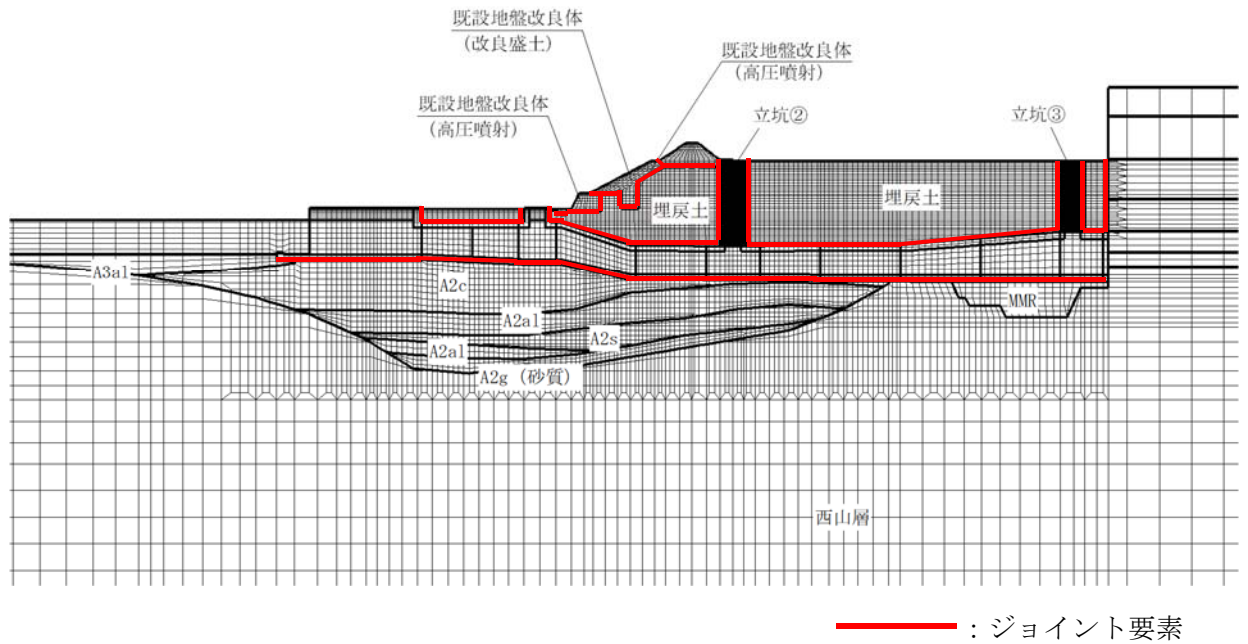 既設地盤改良体
(改良盛土)
既設地盤改良体
(高圧噴射)
既設地盤改良体
(高圧噴射)
立坑②
立坑③
埋戻土
埋戻土
A3al
A2c
A2al
A2s
A2al
A2g (砂質)
MMR
西山層
：ジョイント要素